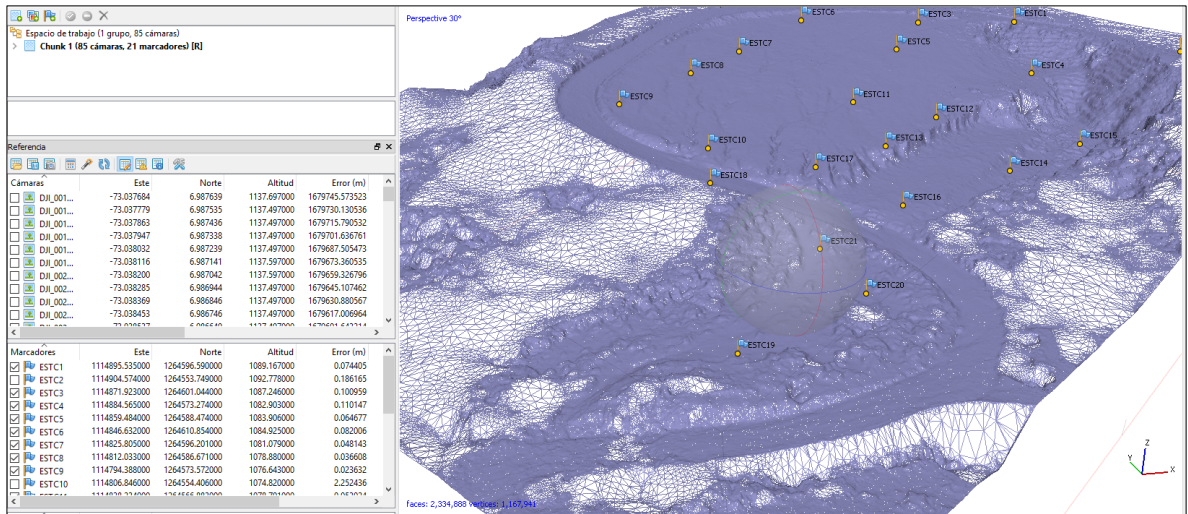 Espacio de trabajo (1 grupo, 85 cámaras)
Chunk 1 (85 cámaras, 21 marcadores) [R]
Referencia
Cámaras Este Norte Altitud Error (m)
DJI_001... -73.037684 6.987639 1137.697000 1679745.573523
DJI_001... -73.037779 6.987535 1137.497000 1679730.130536
DJI_001... -73.037863 6.987436 1137.497000 1679715.790532
DJI_001... -73.037947 6.987338 1137.497000 1679701.636761
DJI_001... -73.038032 6.987239 1137.497000 1679687.505473
DJI_001... -73.038116 6.987141 1137.597000 1679673.360535
DJI_002... -73.038200 6.987042 1137.597000 1679659.326796
DJI_002... -73.038285 6.986944 1137.497000 1679645.107462
DJI_002... -73.038369 6.986846 1137.497000 1679630.880567
DJI_002... -73.038453 6.986746 1137.497000 1679617.006964
Marcadores Este Norte Altitud Error (m)
ESTC1 1114895.535000 1264596.590000 1089.167000 0.074405
ESTC2 1114904.574000 1264553.749000 1092.778000 0.186165
ESTC3 1114871.923000 1264601.044000 1087.246000 0.100959
ESTC4 1114884.565000 1264573.274000 1082.903000 0.110147
ESTC5 1114859.484000 1264588.474000 1083.906000 0.064677
ESTC6 1114846.632000 1264610.854000 1084.925000 0.082006
ESTC7 1114825.805000 1264596.201000 1081.079000 0.048143
ESTC8 1114812.033000 1264586.671000 1078.880000 0.036608
ESTC9 1114794.388000 1264573.572000 1076.643000 0.023632
ESTC10 1114806.846000 1264554.406000 1074.820000 2.252436
Perspective 30°
ESTC6
ESTC3
ESTC1
ESTC7
ESTC5
ESTC8
ESTC4
ESTC9
ESTC11
ESTC12
ESTC10
ESTC13
ESTC15
ESTC17
ESTC14
ESTC18
ESTC16
ESTC21
ESTC20
ESTC19
Z
Y
X
faces: 2,334,888 vertices: 1,167,941